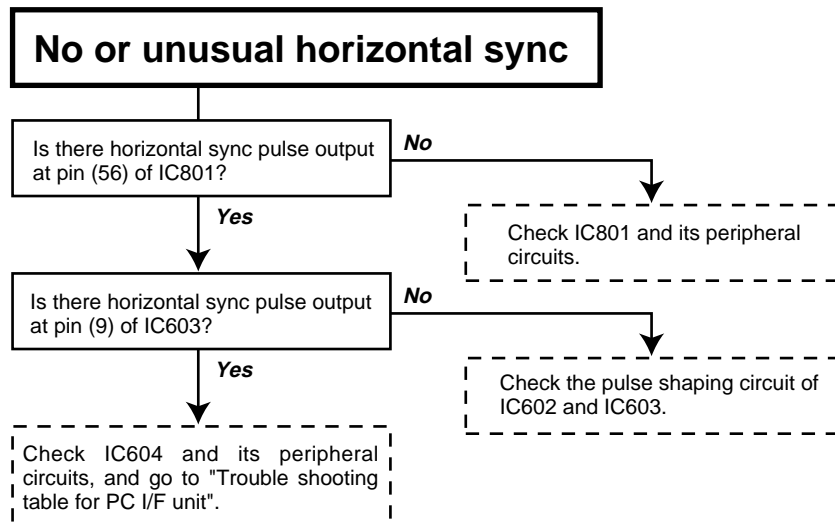 No or unusual horizontal sync
Is there horizontal sync pulse output
at pin (56) of IC801?
No
Yes
Check IC801 and its peripheral
circuits.
Is there horizontal sync pulse output
at pin (9) of IC603?
No
Yes
Check the pulse shaping circuit of
IC602 and IC603.
Check IC604 and its peripheral
circuits, and go to "Trouble shooting
table for PC I/F unit".